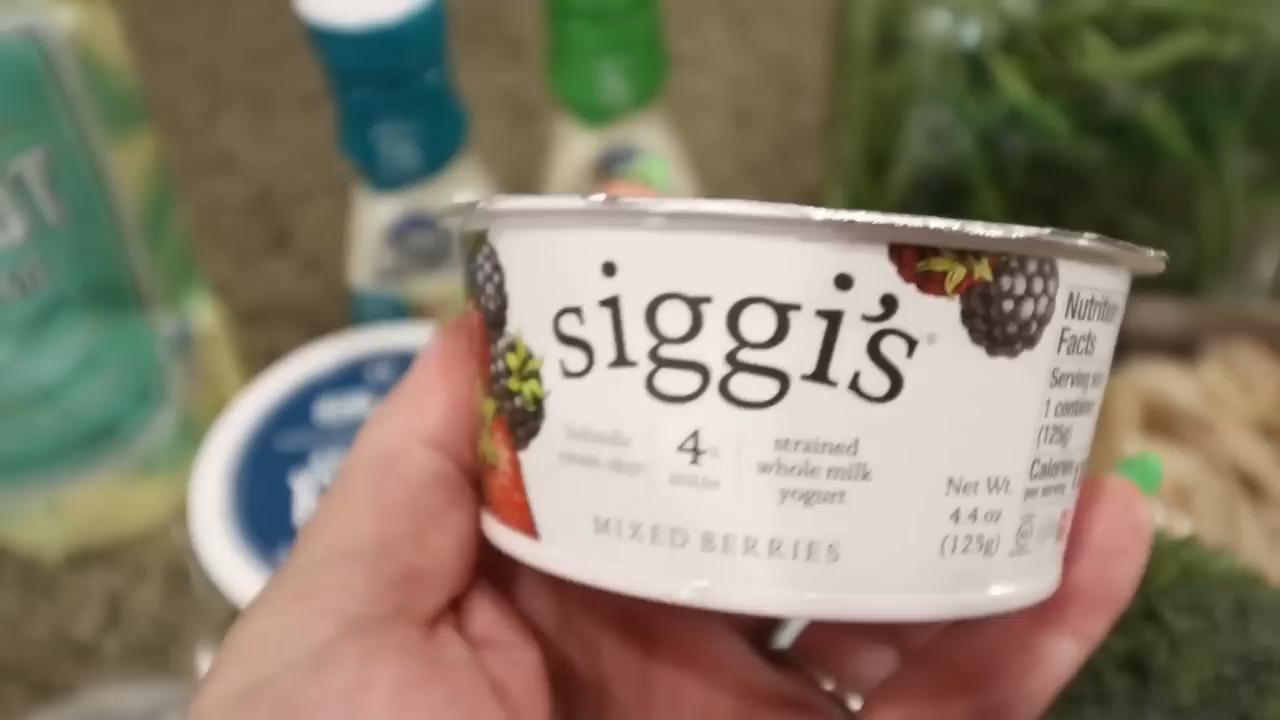 siggi's
4%
strained
whole milk
yogurt
MIXED BERRIES
Net Wt.
4.4 oz
(125g)
Nutrition
Facts
Serving
1 container
(125g)
Calories
per serving
UT